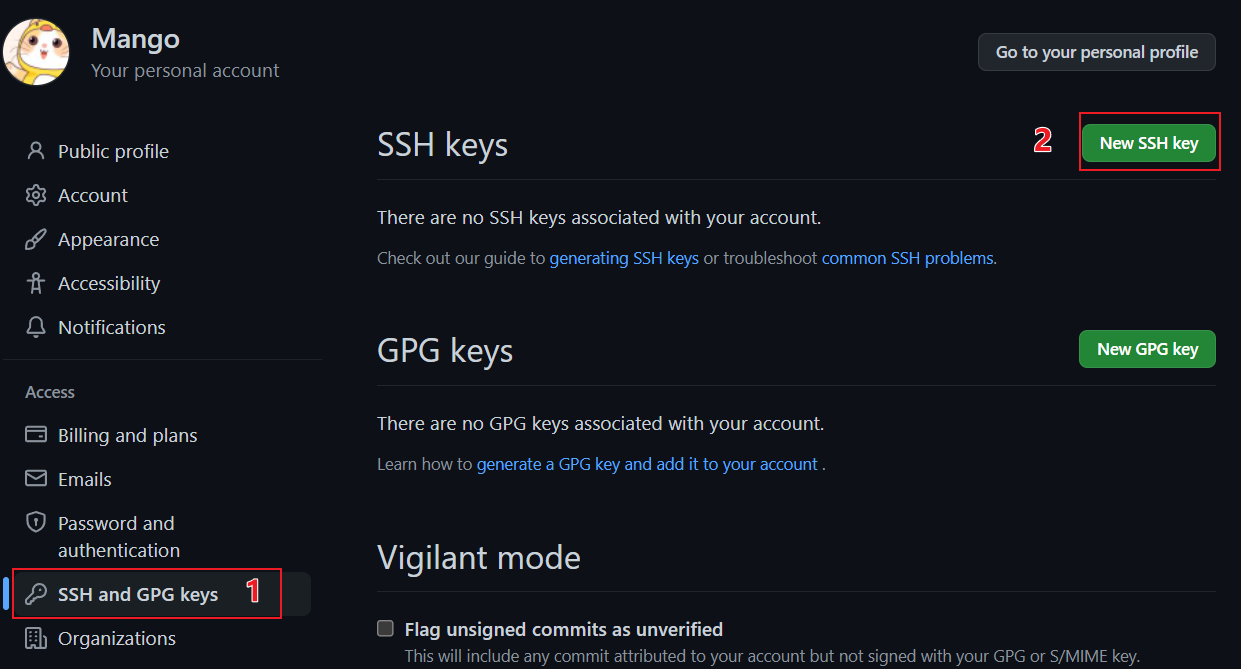 Mango
Your personal account
Go to your personal profile
Public profile
Account
Appearance
Accessibility
Notifications
Access
Billing and plans
Emails
Password and
authentication
SSH and GPG keys 1
Organizations
SSH keys
2
New SSH key
There are no SSH keys associated with your account.
Check out our guide to generating SSH keys or troubleshoot common SSH problems.
GPG keys
New GPG key
There are no GPG keys associated with your account.
Learn how to generate a GPG key and add it to your account .
Vigilant mode
Flag unsigned commits as unverified
This will include any commit attributed to your account but not signed with your GPG or S/MIME key.